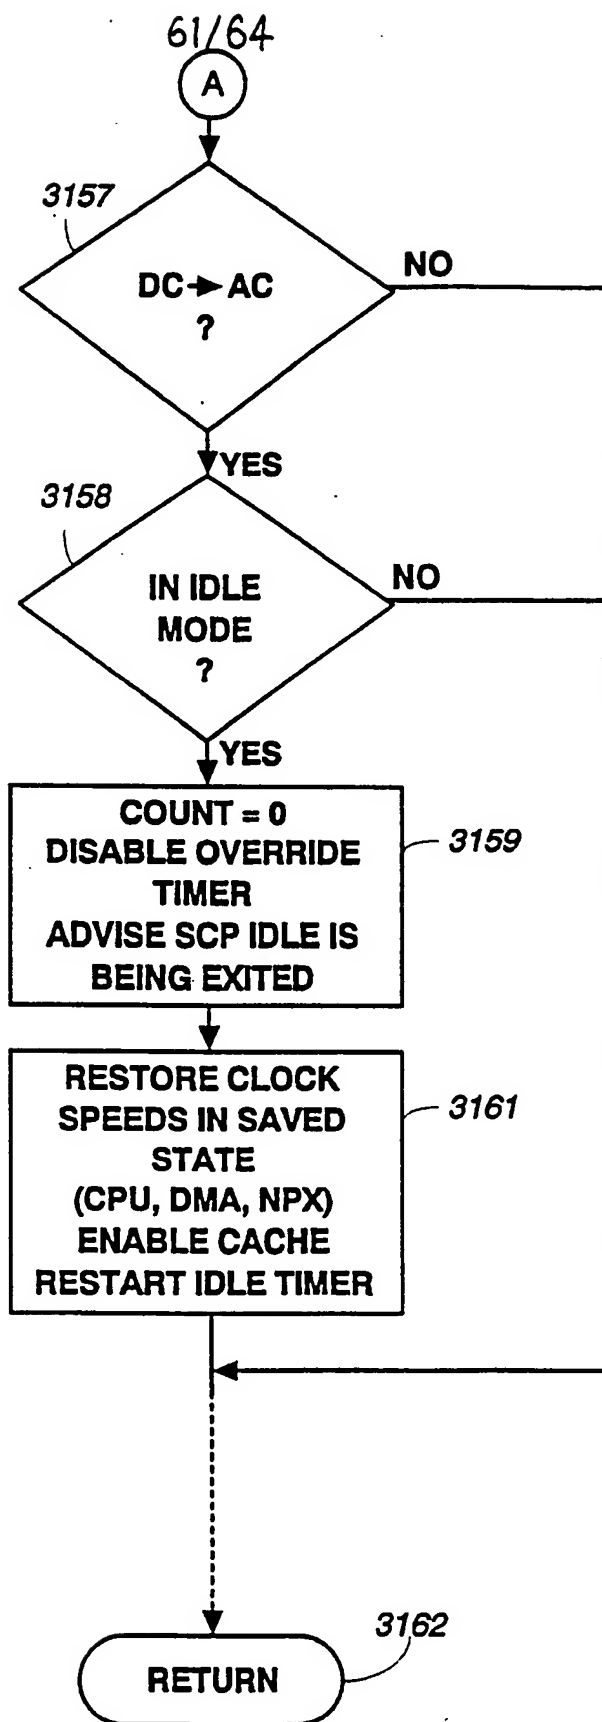 61/64
A
3157
DC→AC
?
NO
YES
3158
IN IDLE
MODE
?
NO
YES
COUNT = 0
DISABLE OVERRIDE
TIMER
ADVISE SCP IDLE IS
BEING EXITED
3159
RESTORE CLOCK
SPEEDS IN SAVED
STATE
(CPU, DMA, NPX)
ENABLE CACHE
RESTART IDLE TIMER
3161
3162
RETURN